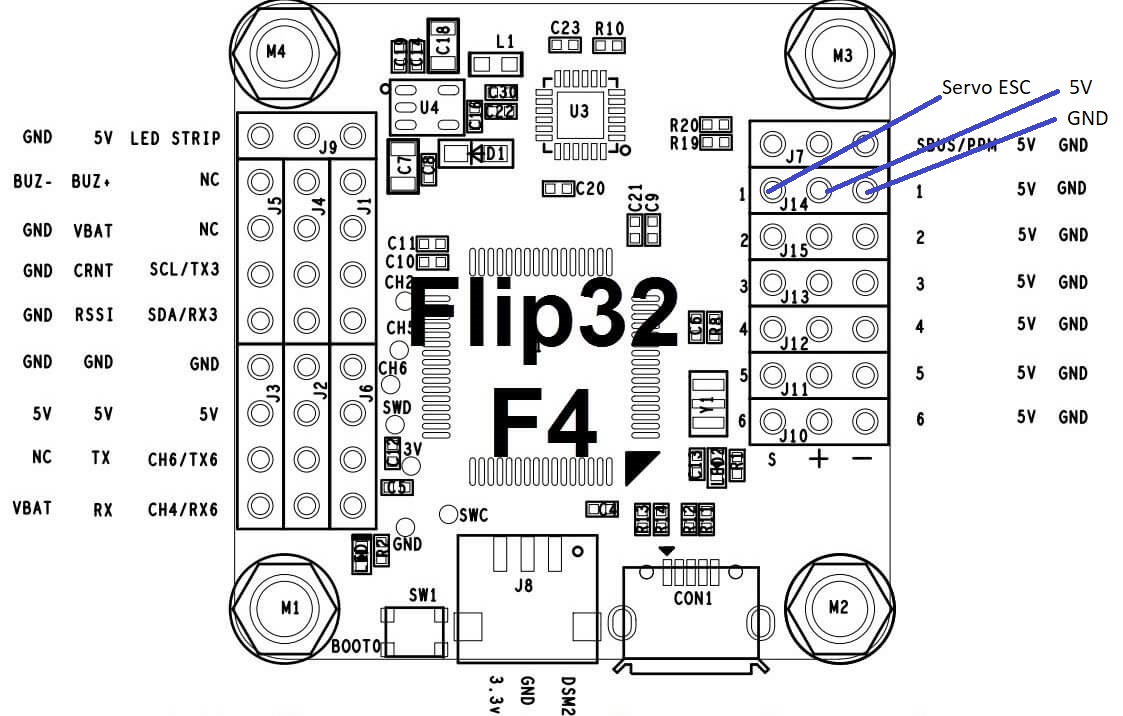 C23 R10
M4 C18 M3
L1
C30
C22
U4 U3
Servo ESC 5V
GND
R20
R19
GND 5V LED STRIP J9 C7 C8 D1 J7 SBUS/PPM 5V GND
BUZ- BUZ+ NC J5 J4 J1 C20 C21 C9 1 J14 1 5V GND
GND VBAT NC C11 2 J15 2 5V GND
C10
GND CRNT SCL/TX3 CH2 3 J13 3 5V GND
Flip32
GND RSSI SDA/RX3 CH5 C6 R8 4 J12 4 5V GND
GND GND GND CH6 5 J11 5 5V GND
J3 J2 J6 SWD Y1
F4
5V 5V 5V 6 J10 6 5V GND
NC TX CH6/TX6 C12 3V C13 S + −
C5
VBAT RX CH4/RX6 SWC C4
GND R2
J8 CON1
M1 SW1 M2
BOOT0
3.3v GND DSM2